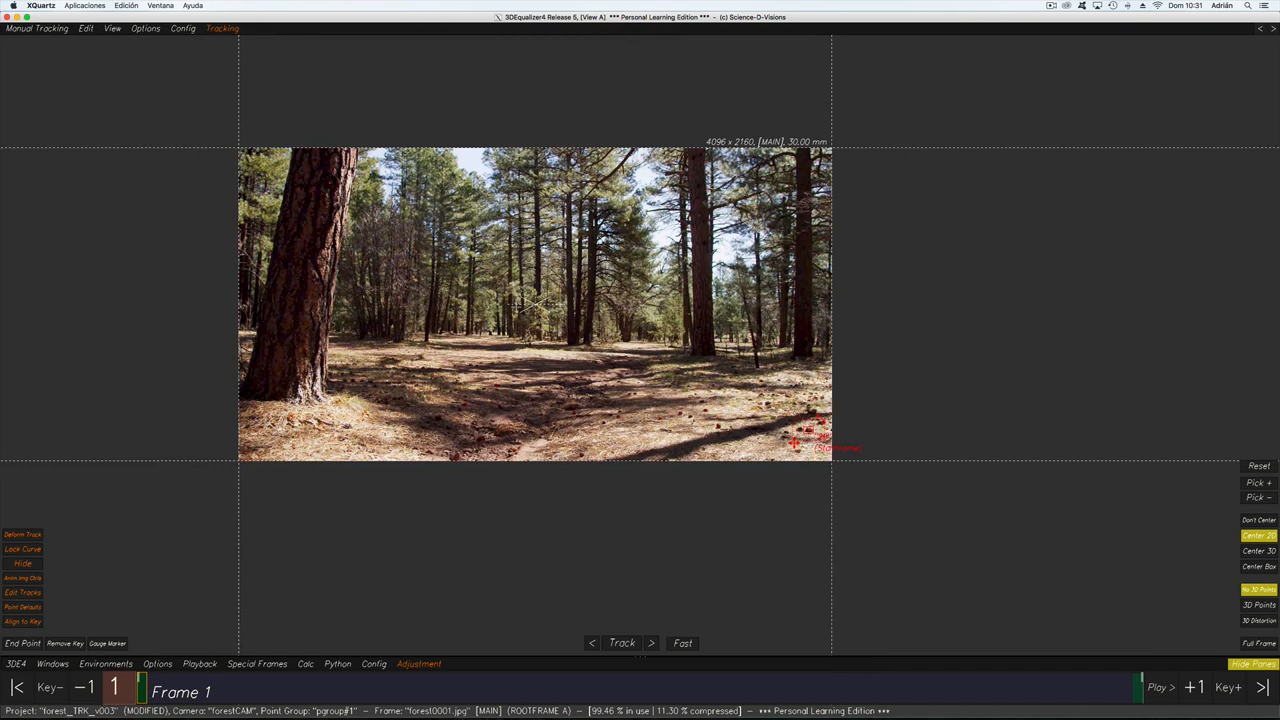 XQuartz Aplicaciones Edición Ventana Ayuda Dom 10:31 Adrián
3DEqualizer4 Release 5, [View A] *** Personal Learning Edition *** - (c) Science-D-Visions
Manual Tracking Edit View Options Config Tracking < >
4096 x 2160, [MAIN], 30.00 mm
Reset
Pick +
Pick -
Don't Center
Center 2D
Center 3D
Center Box
No 3D Points
3D Points
3D Distortion
Full Frame
Deform Track
Lock Curve
Hide
Anim Img Ctrls
Edit Tracks
Point Defaults
Align to Key
End Point Remove Key Gauge Marker < Track > Fast
3DE4 Windows Environments Options Playback Special Frames Calc Python Config Adjustment Hide Panes
|< Key- -1 1 Frame 1 Play > +1 Key+ >|
Project: "forest_TRK_v003" (MODIFIED), Camera: "forestCAM", Point Group: "pgroup#1" - Frame: "forest0001.jpg" [MAIN] (ROOTFRAME A) - [99.46 % in use | 11.30 % compressed] - *** Personal Learning Edition ***